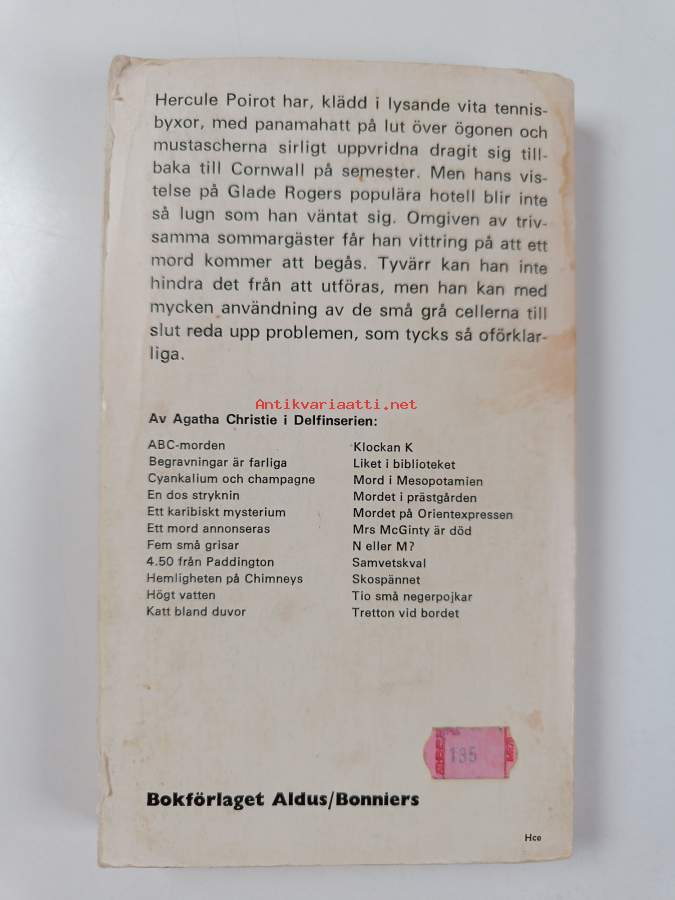 Hercule Poirot har, klädd i lysande vita tennis-
byxor, med panamahatt på lut över ögonen och
mustascherna sirligt uppvridna dragit sig till-
baka till Cornwall på semester. Men hans vis-
telse på Glade Rogers populära hotell blir inte
så lugn som han väntat sig. Omgiven av triv-
samma sommargäster får han vittring på att ett
mord kommer att begås. Tyvärr kan han inte
hindra det från att utföras, men han kan med
mycken användning av de små grå cellerna till
slut reda upp problemen, som tycks så oförklar-
liga.
Antikvariaatti.net
Av Agatha Christie i Delfinserien:
ABC-morden
Begravningar är farliga
Cyankalium och champagne
En dos stryknin
Ett karibiskt mysterium
Ett mord annonseras
Fem små grisar
4.50 från Paddington
Hemligheten på Chimneys
Högt vatten
Katt bland duvor
Klockan K
Liket i biblioteket
Mord i Mesopotamien
Mordet i prästgården
Mordet på Orientexpressen
Mrs McGinty är död
N eller M?
Samvetskval
Skospännet
Tio små negerpojkar
Tretton vid bordet
195
Bokförlaget Aldus/Bonniers
Hce